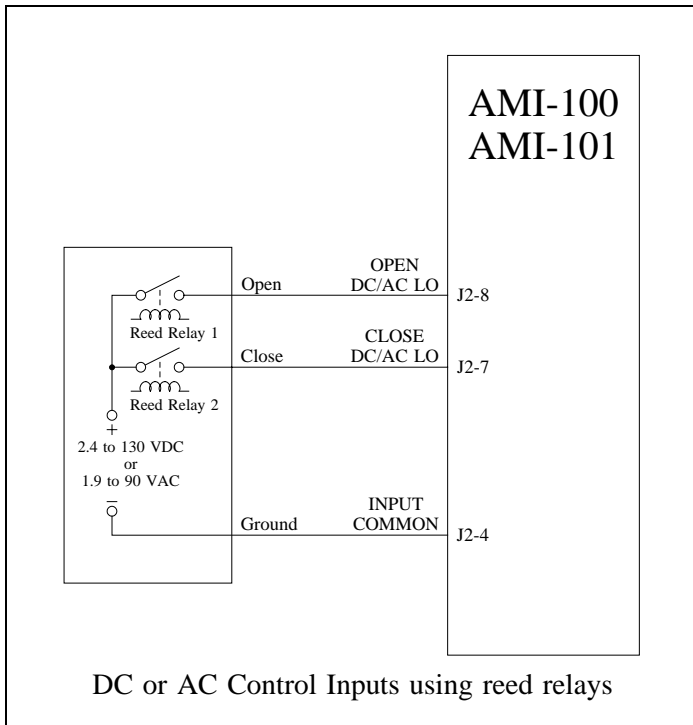 AMI-100
AMI-101
OPEN
Open
DC/AC LO
J2-8
Reed Relay 1
CLOSE
Close
DC/AC LO
J2-7
Reed Relay 2
+
2.4 to 130 VDC
or
1.9 to 90 VAC
−
INPUT
Ground
COMMON
J2-4
DC or AC Control Inputs using reed relays